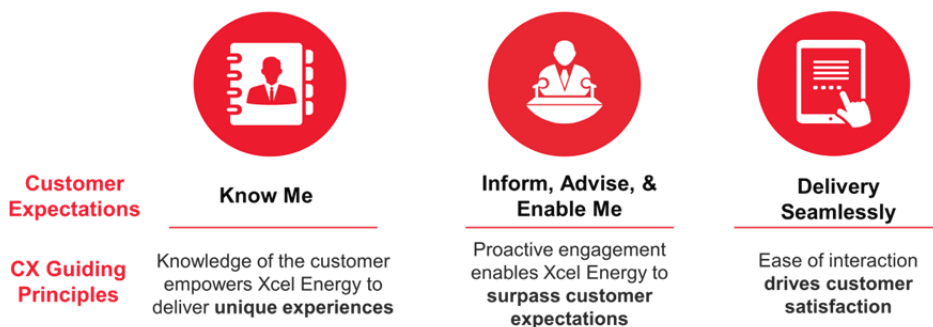 Customer
Expectations
Know Me
Inform, Advise, &
Enable Me
Delivery
Seamlessly
CX Guiding
Principles
Knowledge of the customer
empowers Xcel Energy to
deliver unique experiences
Proactive engagement
enables Xcel Energy to
surpass customer
expectations
Ease of interaction
drives customer
satisfaction